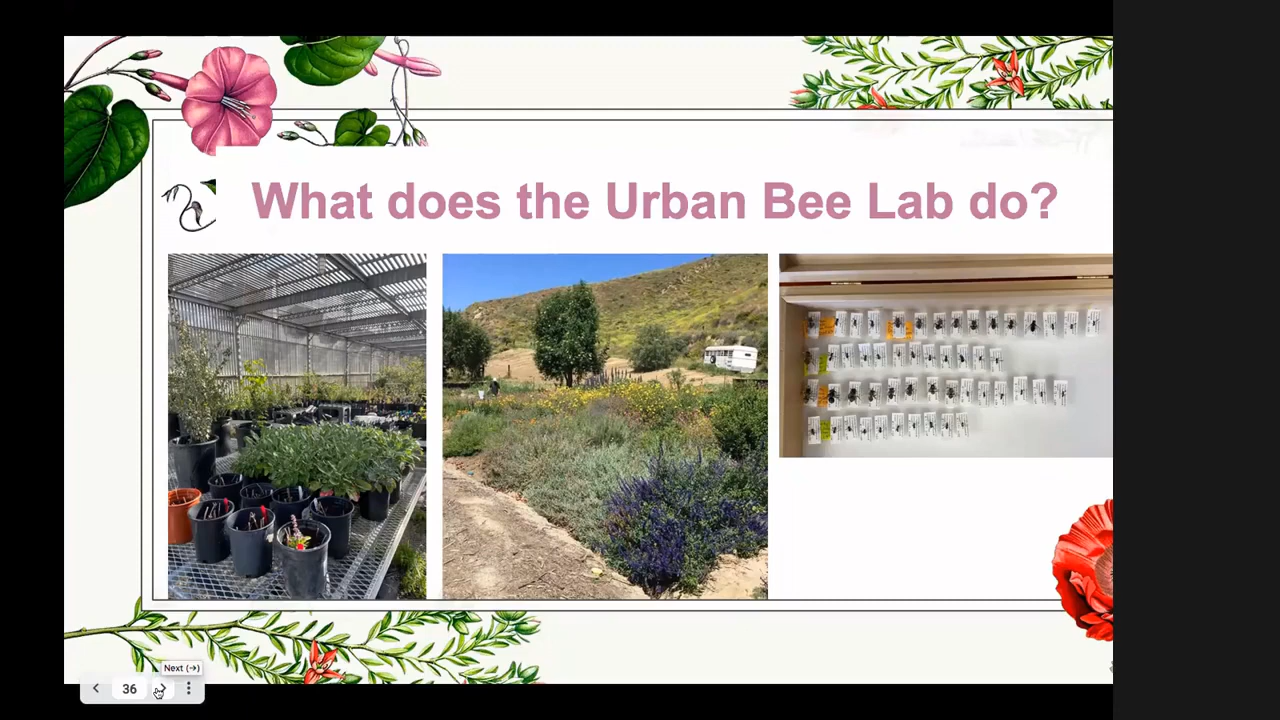 What does the Urban Bee Lab do?
Next (→)
36